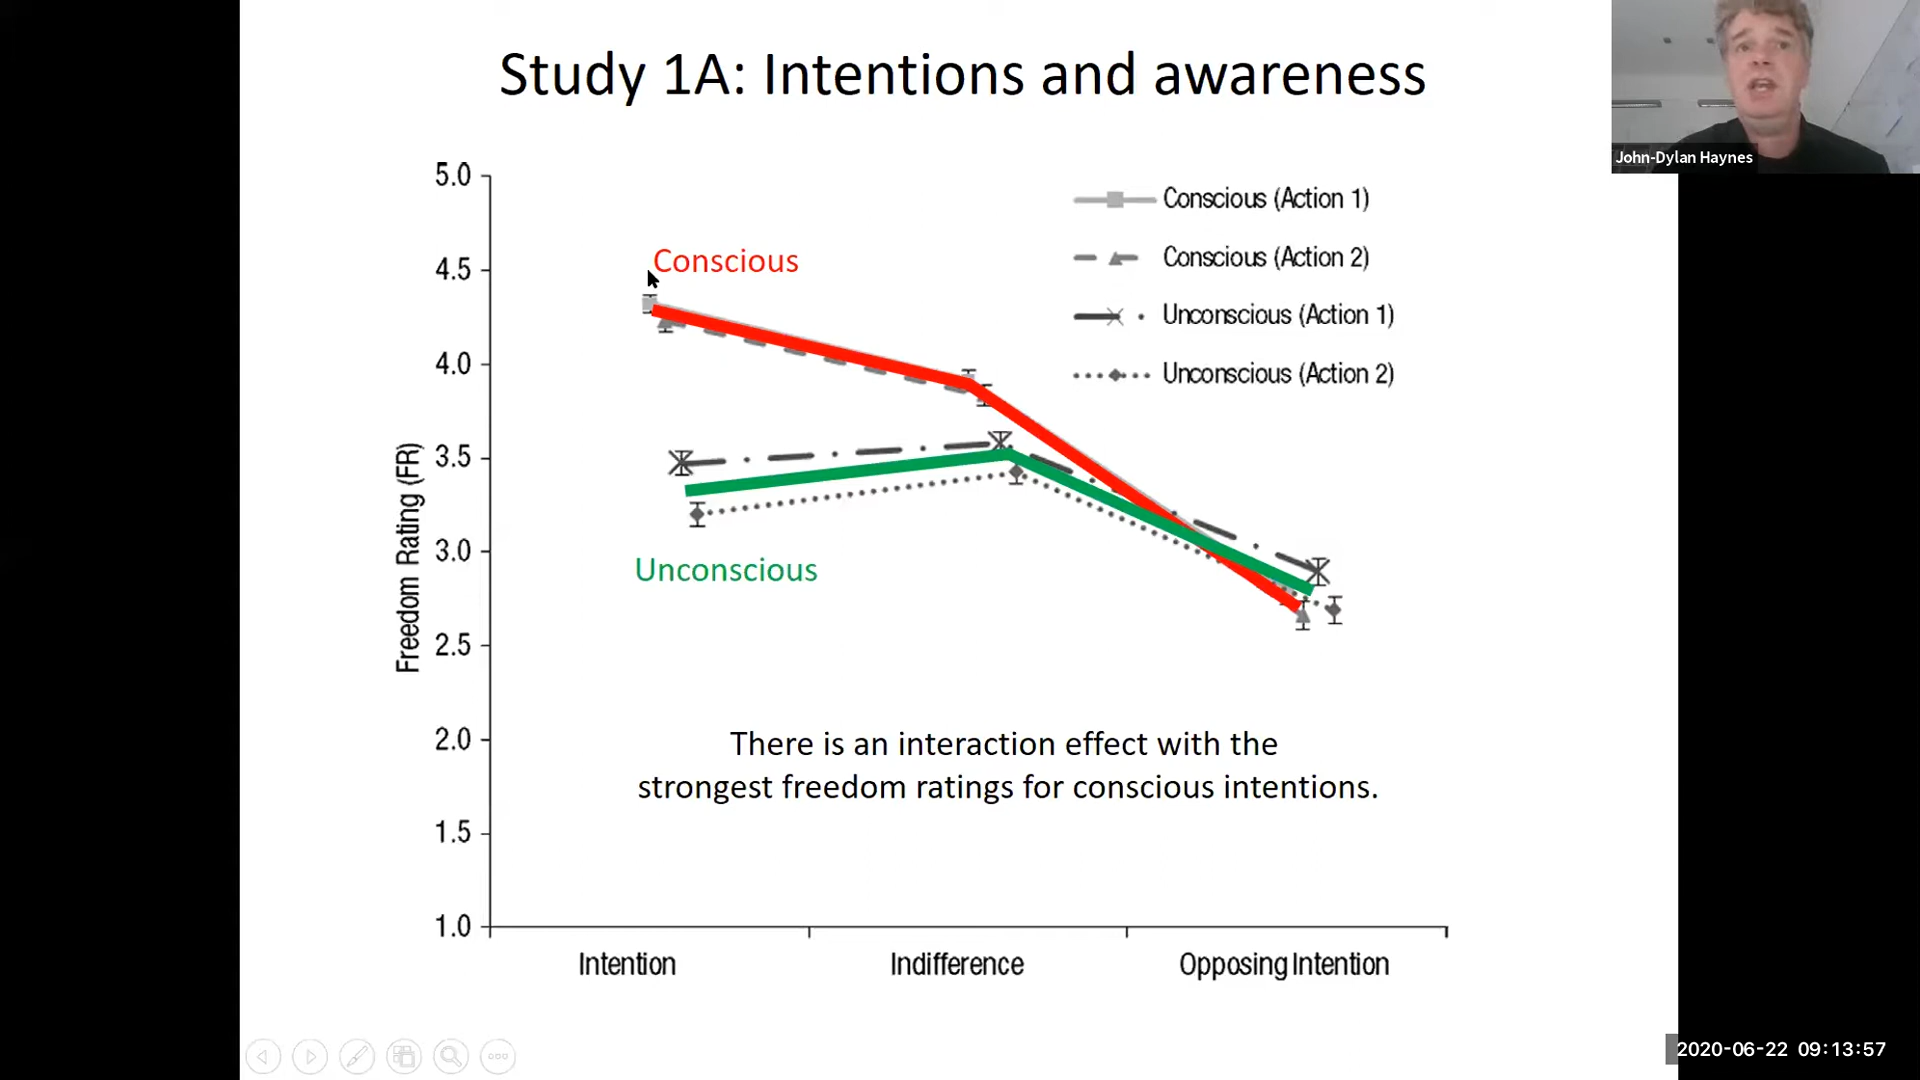 Study 1A: Intentions and awareness
John-Dylan Haynes
5.0
4.5
4.0
3.5
3.0
2.5
2.0
1.5
1.0
Freedom Rating (FR)
Conscious (Action 1)
Conscious (Action 2)
Unconscious (Action 1)
Unconscious (Action 2)
Conscious
Unconscious
There is an interaction effect with the
strongest freedom ratings for conscious intentions.
Intention
Indifference
Opposing Intention
2020-06-22 09:13:57